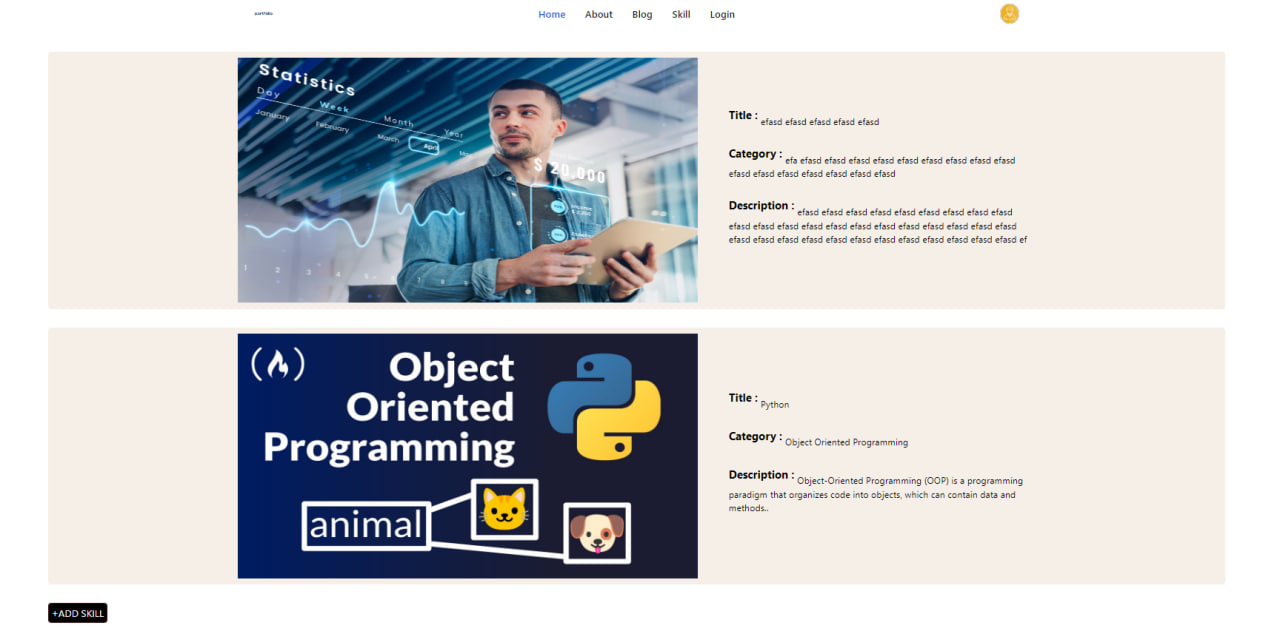 portfolio
Home About Blog Skill Login
Statistics
Day Week Month Year
January February March April May
$ 20,000
1 2 3 4 5 6 7 8 9
Title : efasd efasd efasd efasd efasd
Category : efa efasd efasd efasd efasd efasd efasd efasd efasd efasd
efasd efasd efasd efasd efasd efasd efasd
Description : efasd efasd efasd efasd efasd efasd efasd efasd efasd
efasd efasd efasd efasd efasd efasd efasd efasd efasd efasd efasd efasd
efasd efasd efasd efasd efasd efasd efasd efasd efasd efasd efasd efasd ef
Object
Oriented
Programming
animal
Title : Python
Category : Object Oriented Programming
Description : Object-Oriented Programming (OOP) is a programming
paradigm that organizes code into objects, which can contain data and
methods..
+ADD SKILL